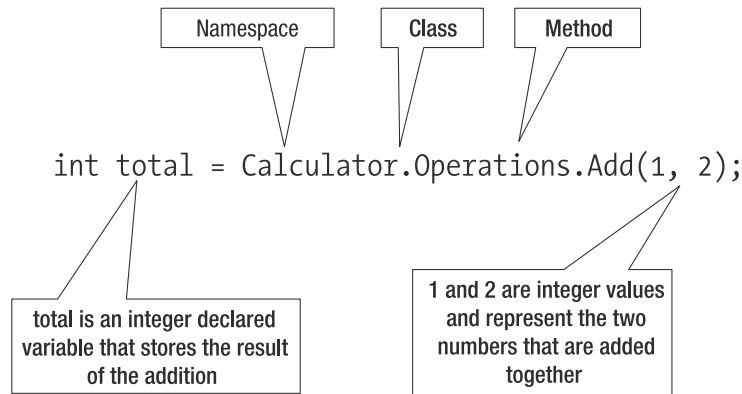 Namespace
Class
Method
int total = Calculator.Operations.Add(1, 2);
total is an integer declared
variable that stores the result
of the addition
1 and 2 are integer values
and represent the two
numbers that are added
together